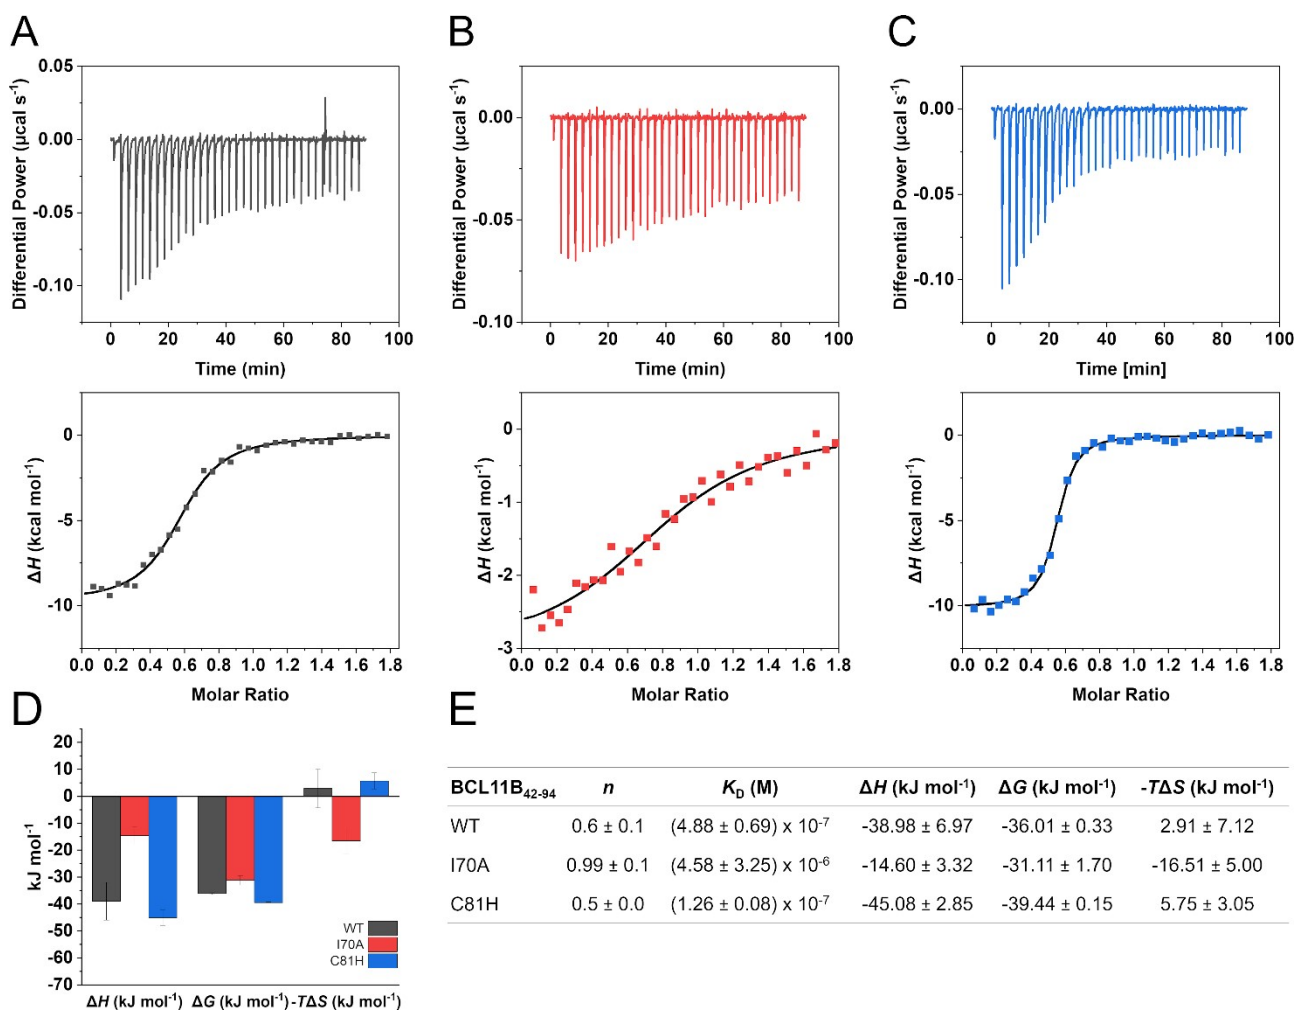 A
B
C
0.05
0.00
-0.05
-0.10
Differential Power (µcal s-1)
0 20 40 60 80 100
Time (min)
0.00
-0.05
-0.10
Differential Power (µcal s-1)
0 20 40 60 80 100
Time (min)
0.00
-0.05
-0.10
Differential Power (µcal s-1)
0 20 40 60 80 100
Time [min]
0
-5
-10
ΔH (kcal mol-1)
0.0 0.2 0.4 0.6 0.8 1.0 1.2 1.4 1.6 1.8
Molar Ratio
0
-1
-2
-3
ΔH (kcal mol-1)
0.0 0.2 0.4 0.6 0.8 1.0 1.2 1.4 1.6 1.8
Molar Ratio
0
-5
-10
ΔH (kcal mol-1)
0.0 0.2 0.4 0.6 0.8 1.0 1.2 1.4 1.6 1.8
Molar Ratio
D
20
10
0
-10
-20
-30
-40
-50
-60
-70
kJ mol-1
WT
I70A
C81H
ΔH (kJ mol-1) ΔG (kJ mol-1) -TΔS (kJ mol-1)
E
BCL11B42-94 n KD (M) ΔH (kJ mol-1) ΔG (kJ mol-1) -TΔS (kJ mol-1)
WT 0.6 ± 0.1 (4.88 ± 0.69) x 10-7 -38.98 ± 6.97 -36.01 ± 0.33 2.91 ± 7.12
I70A 0.99 ± 0.1 (4.58 ± 3.25) x 10-6 -14.60 ± 3.32 -31.11 ± 1.70 -16.51 ± 5.00
C81H 0.5 ± 0.0 (1.26 ± 0.08) x 10-7 -45.08 ± 2.85 -39.44 ± 0.15 5.75 ± 3.05